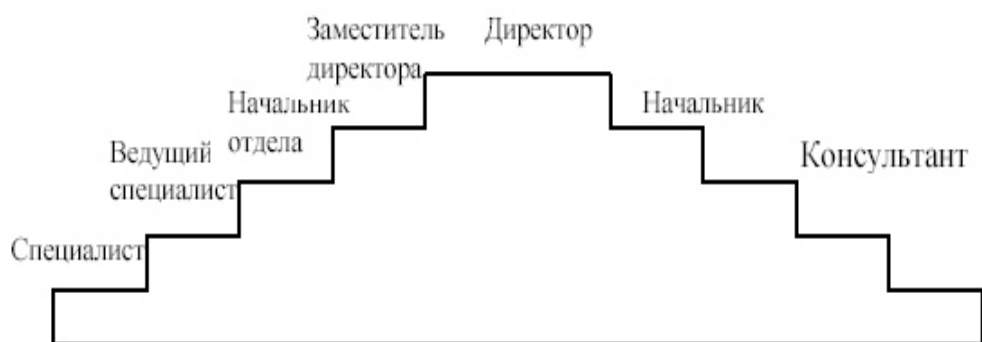 Заместитель
директора
Директор
Начальник
отдела
Начальник
Ведущий
специалист
Консультант
Специалист